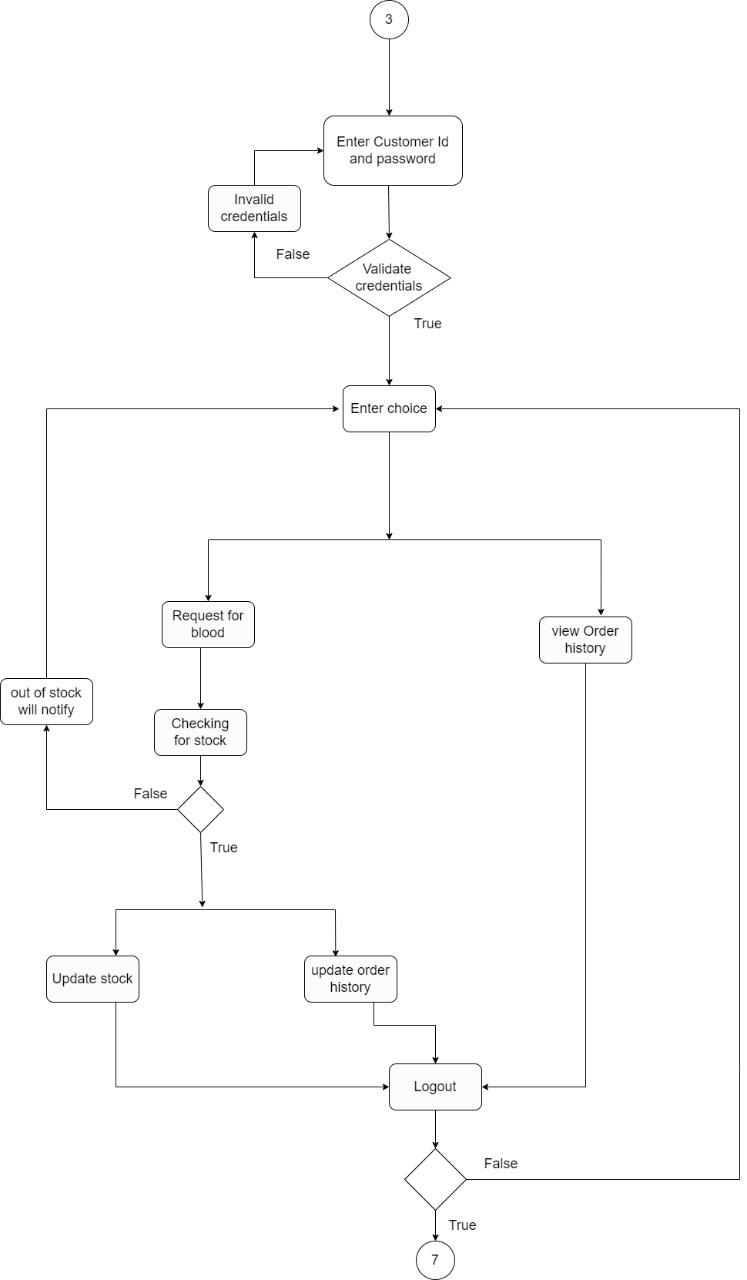 3
Enter Customer Id
and password
Invalid
credentials
False
Validate
credentials
True
Enter choice
Request for
blood
view Order
history
out of stock
will notify
Checking
for stock
False
True
Update stock
update order
history
Logout
False
True
7